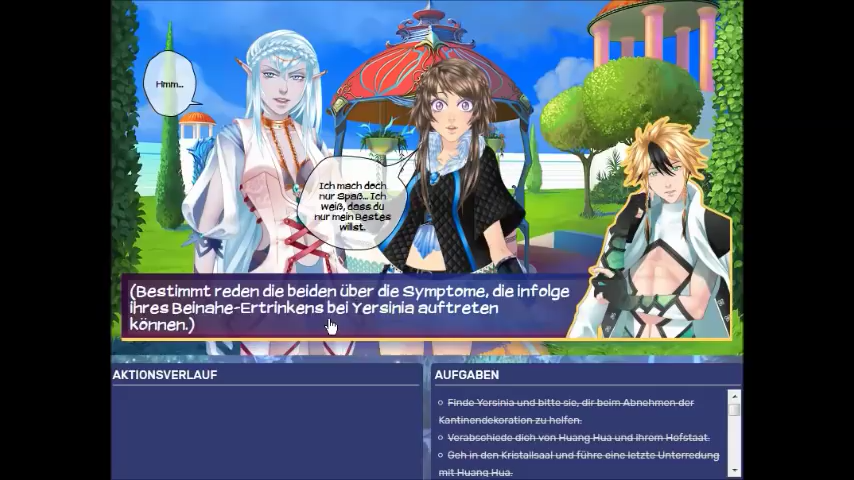 Hmm...
Ich mach doch
nur Spaß... Ich
weiß, dass du
nur mein Bestes
willst.
(Bestimmt reden die beiden über die Symptome, die infolge
ihres Beinahe-Ertrinkens bei Yersinia auftreten
können.)
AKTIONSVERLAUF
AUFGABEN
Finde Yersinia und bitte sie, dir beim Abnehmen der
Kantinendekoration zu helfen.
Verabschiede dich von Huang Hua und ihrem Hofstaat.
Geh in den Kristallsaal und führe eine letzte Unterredung
mit Huang Hua.